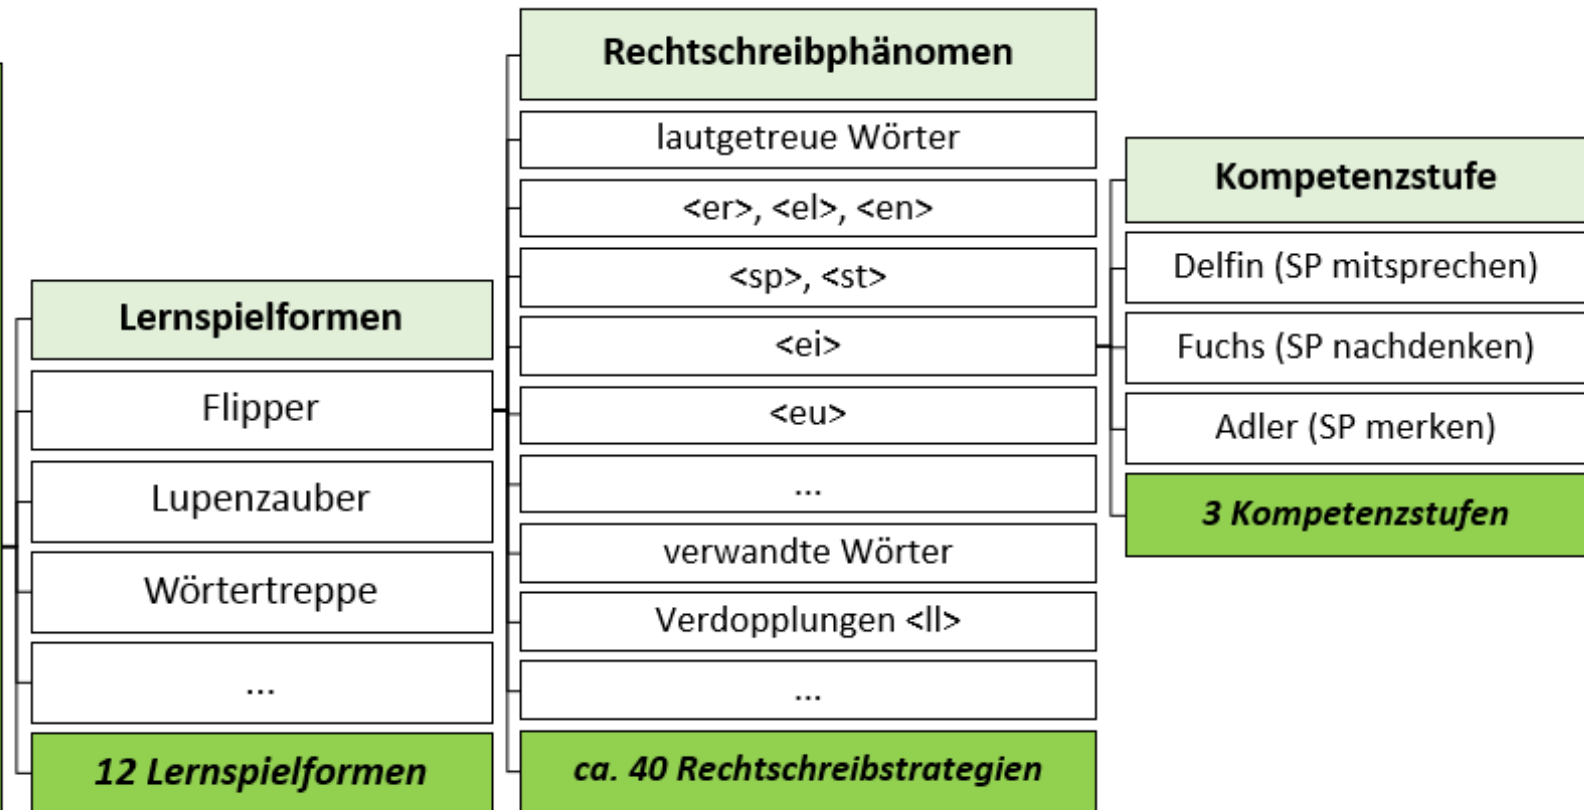 Lernspielformen
Flipper
Lupenzauber
Wörtertreppe
...
12 Lernspielformen
Rechtschreibphänomen
lautgetreue Wörter
<er>, <el>, <en>
<sp>, <st>
<ei>
<eu>
...
verwandte Wörter
Verdopplungen <ll>
...
ca. 40 Rechtschreibstrategien
Kompetenzstufe
Delfin (SP mitsprechen)
Fuchs (SP nachdenken)
Adler (SP merken)
3 Kompetenzstufen